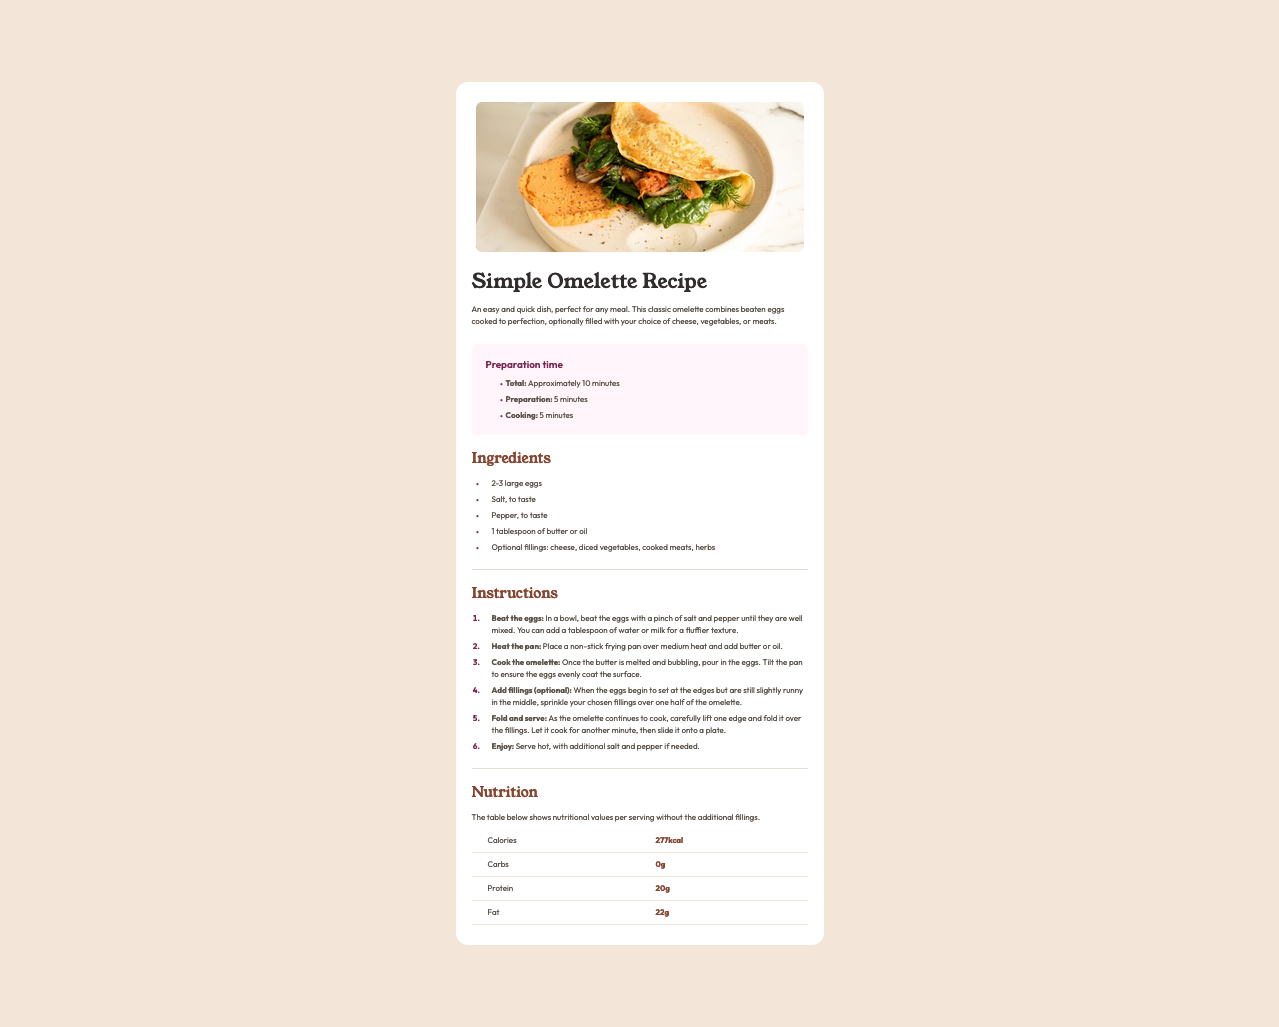 Simple Omelette Recipe
An easy and quick dish, perfect for any meal. This classic omelette combines beaten eggs
cooked to perfection, optionally filled with your choice of cheese, vegetables, or meats.
Preparation time
• Total: Approximately 10 minutes
• Preparation: 5 minutes
• Cooking: 5 minutes
Ingredients
• 2-3 large eggs
• Salt, to taste
• Pepper, to taste
• 1 tablespoon of butter or oil
• Optional fillings: cheese, diced vegetables, cooked meats, herbs
Instructions
1. Beat the eggs: In a bowl, beat the eggs with a pinch of salt and pepper until they are well
mixed. You can add a tablespoon of water or milk for a fluffier texture.
2. Heat the pan: Place a non-stick frying pan over medium heat and add butter or oil.
3. Cook the omelette: Once the butter is melted and bubbling, pour in the eggs. Tilt the pan
to ensure the eggs evenly coat the surface.
4. Add fillings (optional): When the eggs begin to set at the edges but are still slightly runny
in the middle, sprinkle your chosen fillings over one half of the omelette.
5. Fold and serve: As the omelette continues to cook, carefully lift one edge and fold it over
the fillings. Let it cook for another minute, then slide it onto a plate.
6. Enjoy: Serve hot, with additional salt and pepper if needed.
Nutrition
The table below shows nutritional values per serving without the additional fillings.
Calories 277kcal
Carbs 0g
Protein 20g
Fat 22g